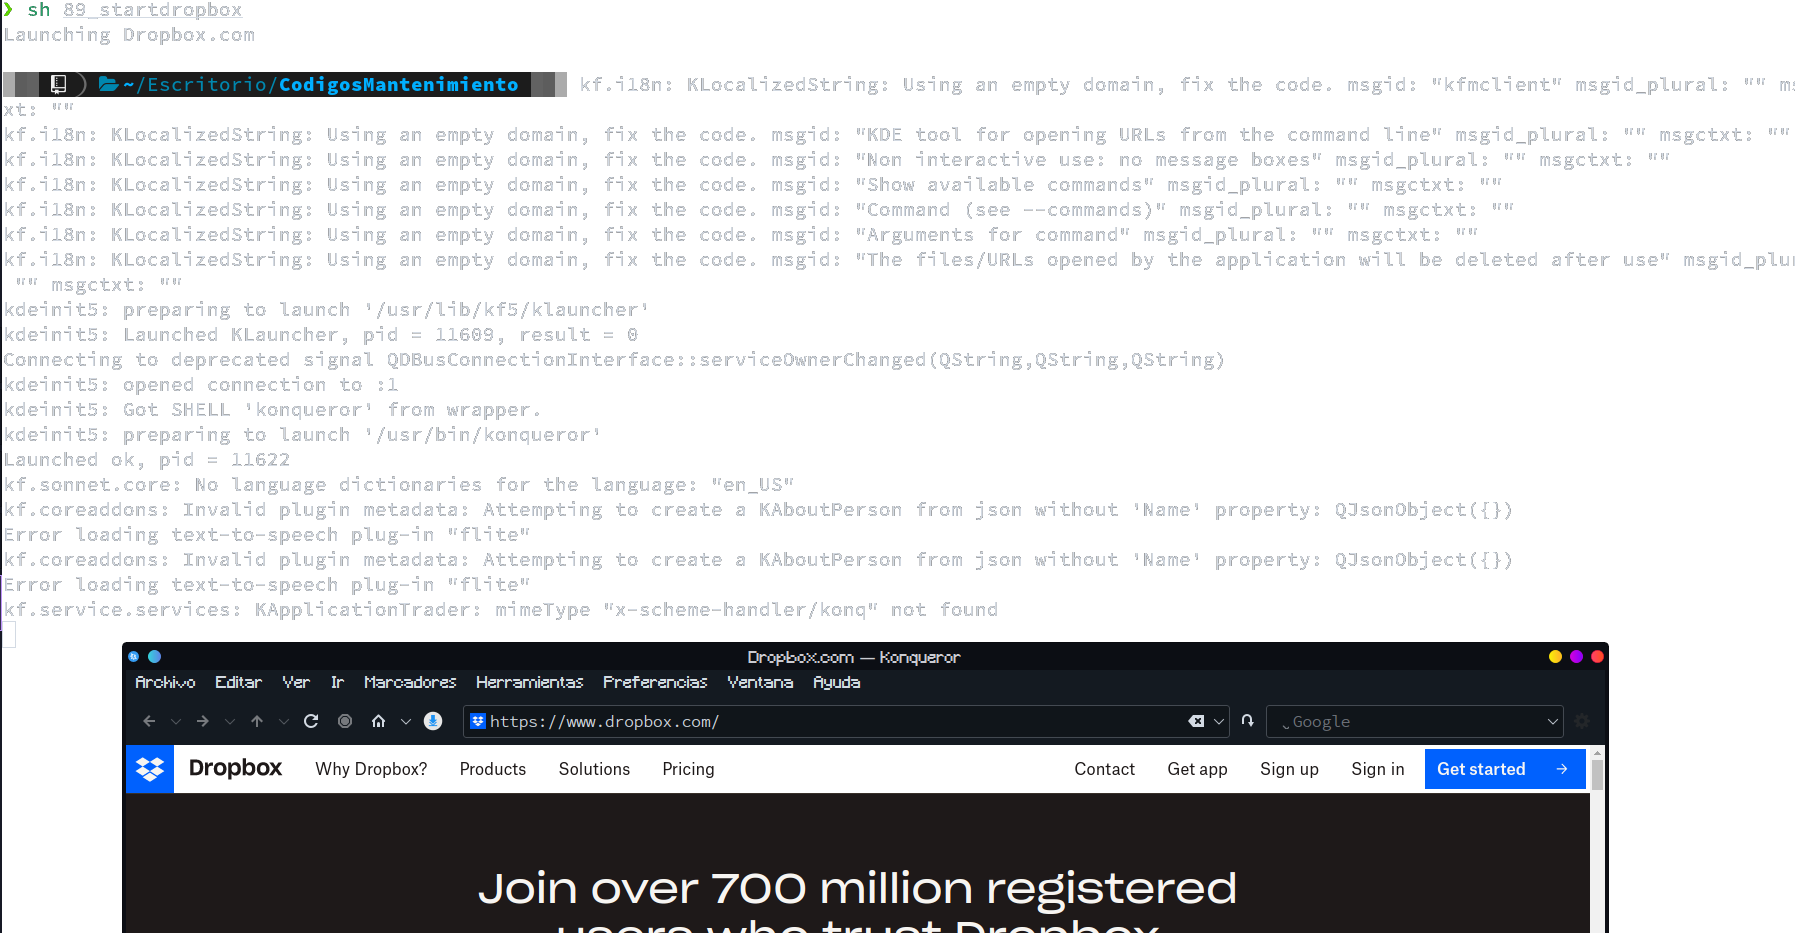 ❯ sh 89_startdropbox
Launching Dropbox.com
~/Escritorio/CodigosMantenimiento kf.i18n: KLocalizedString: Using an empty domain, fix the code. msgid: "kfmclient" msgid_plural: ""
xt: ""
kf.i18n: KLocalizedString: Using an empty domain, fix the code. msgid: "KDE tool for opening URLs from the command line" msgid_plural: "" msgctxt: ""
kf.i18n: KLocalizedString: Using an empty domain, fix the code. msgid: "Non interactive use: no message boxes" msgid_plural: "" msgctxt: ""
kf.i18n: KLocalizedString: Using an empty domain, fix the code. msgid: "Show available commands" msgid_plural: "" msgctxt: ""
kf.i18n: KLocalizedString: Using an empty domain, fix the code. msgid: "Command (see --commands)" msgid_plural: "" msgctxt: ""
kf.i18n: KLocalizedString: Using an empty domain, fix the code. msgid: "Arguments for command" msgid_plural: "" msgctxt: ""
kf.i18n: KLocalizedString: Using an empty domain, fix the code. msgid: "The files/URLs opened by the application will be deleted after use" msgid_plu
"" msgctxt: ""
kdeinit5: preparing to launch '/usr/lib/kf5/klauncher'
kdeinit5: Launched KLauncher, pid = 11609, result = 0
Connecting to deprecated signal QDBusConnectionInterface::serviceOwnerChanged(QString,QString,QString)
kdeinit5: opened connection to :1
kdeinit5: Got SHELL 'konqueror' from wrapper.
kdeinit5: preparing to launch '/usr/bin/konqueror'
Launched ok, pid = 11622
kf.sonnet.core: No language dictionaries for the language: "en_US"
kf.coreaddons: Invalid plugin metadata: Attempting to create a KAboutPerson from json without 'Name' property: QJsonObject({})
Error loading text-to-speech plug-in "flite"
kf.coreaddons: Invalid plugin metadata: Attempting to create a KAboutPerson from json without 'Name' property: QJsonObject({})
Error loading text-to-speech plug-in "flite"
kf.service.services: KApplicationTrader: mimeType "x-scheme-handler/konq" not found
Dropbox.com — Konqueror
Archivo Editar Ver Ir Marcadores Herramientas Preferencias Ventana Ayuda
https://www.dropbox.com/ Google
Dropbox Why Dropbox? Products Solutions Pricing Contact Get app Sign up Sign in Get started →
Join over 700 million registered
users who trust Dropbox